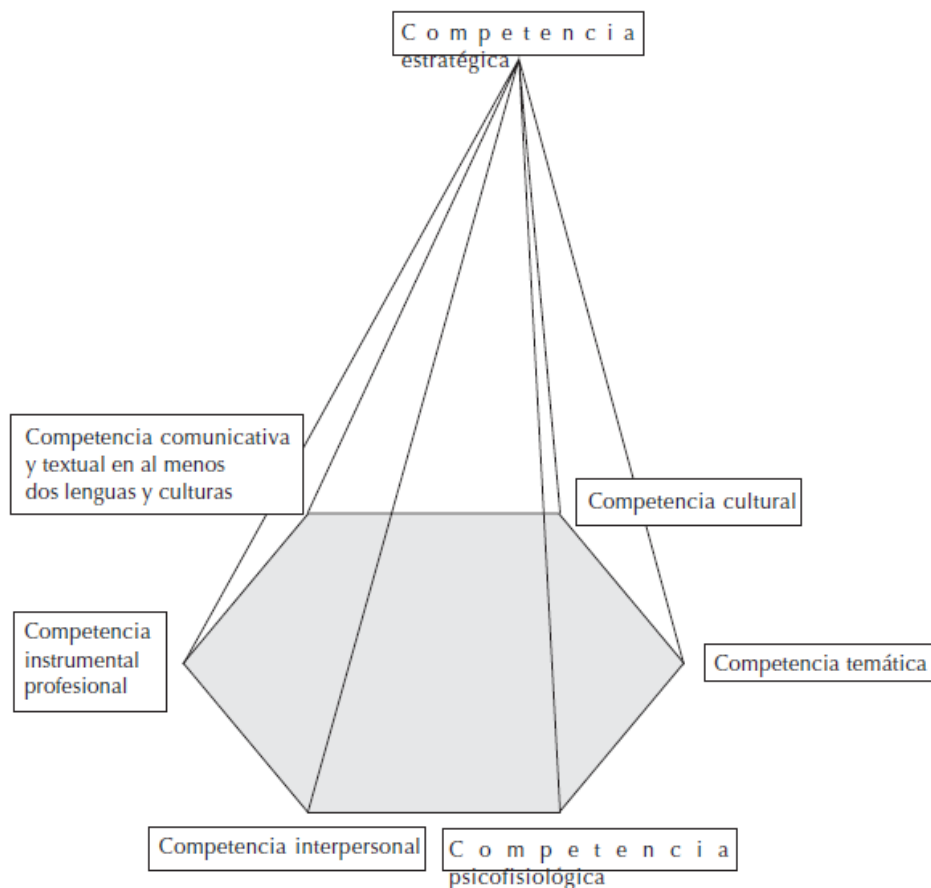 Competencia
estratégica
Competencia comunicativa
y textual en al menos
dos lenguas y culturas
Competencia cultural
Competencia
instrumental
profesional
Competencia temática
Competencia interpersonal
Competencia
psicofisiológica